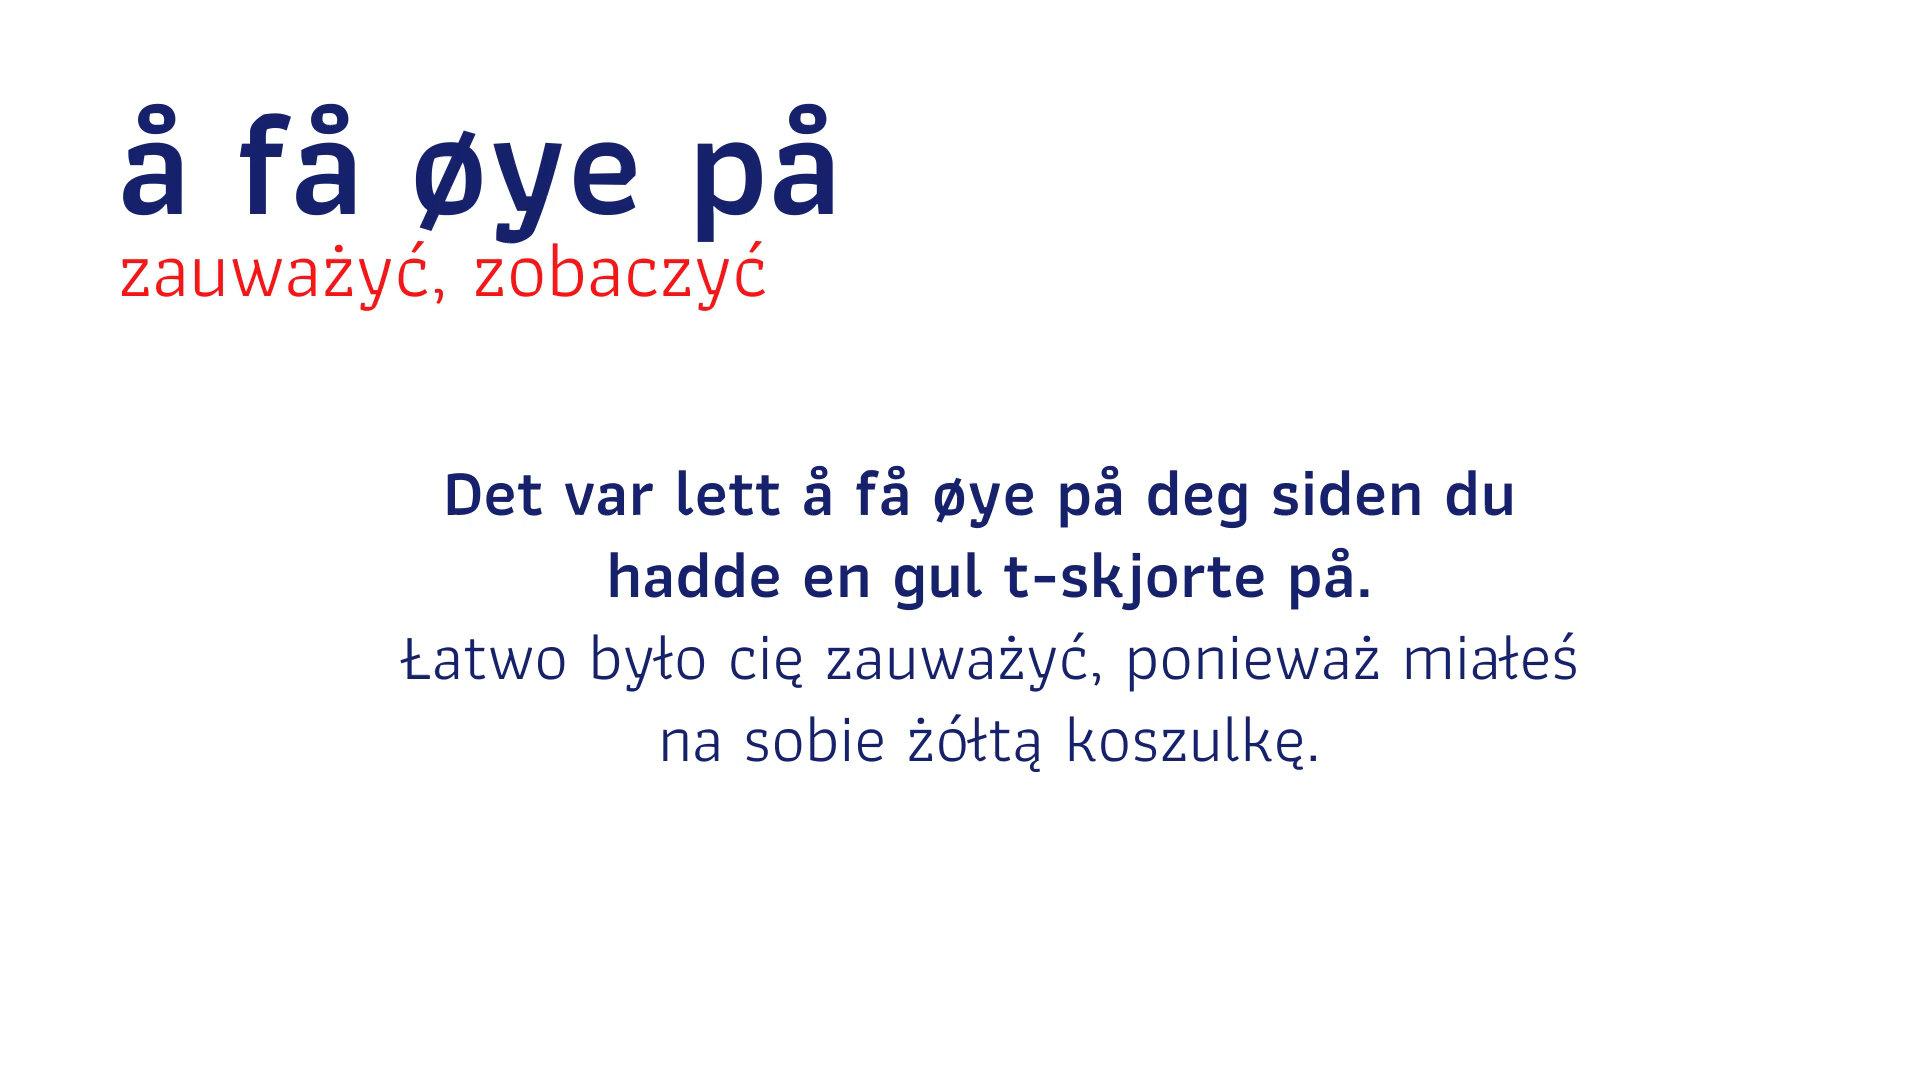 å få øye på
zauważyć, zobaczyć
Det var lett å få øye på deg siden du
hadde en gul t-skjorte på.
Łatwo było cię zauważyć, ponieważ miałeś
na sobie żółtą koszulkę.